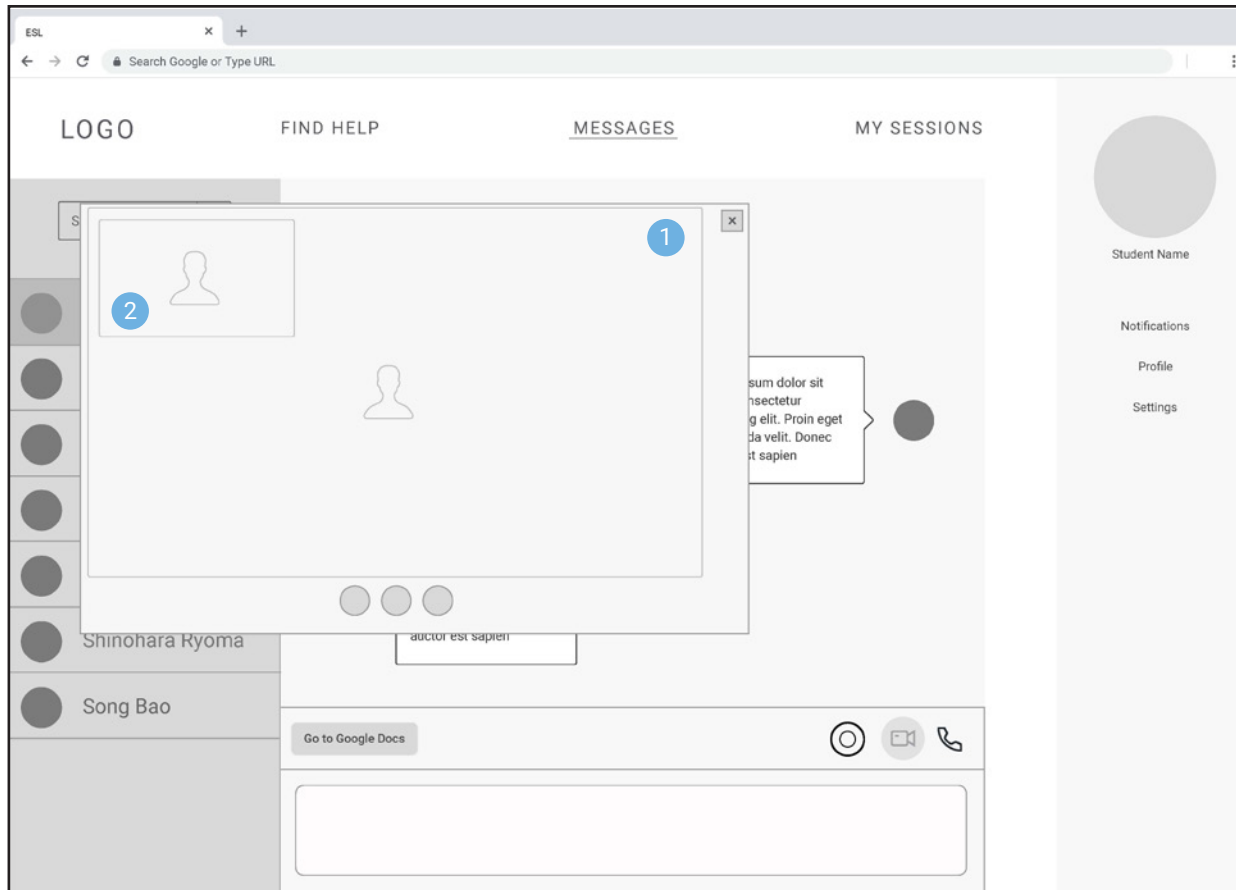 ESL
Search Google or Type URL
LOGO
FIND HELP
MESSAGES
MY SESSIONS
S
1
2
Student Name
Notifications
Profile
Settings
sum dolor sit
nsectetur
g elit. Proin eget
da velit. Donec
st sapien
auctor est sapien
Shinohara Ryoma
Song Bao
Go to Google Docs